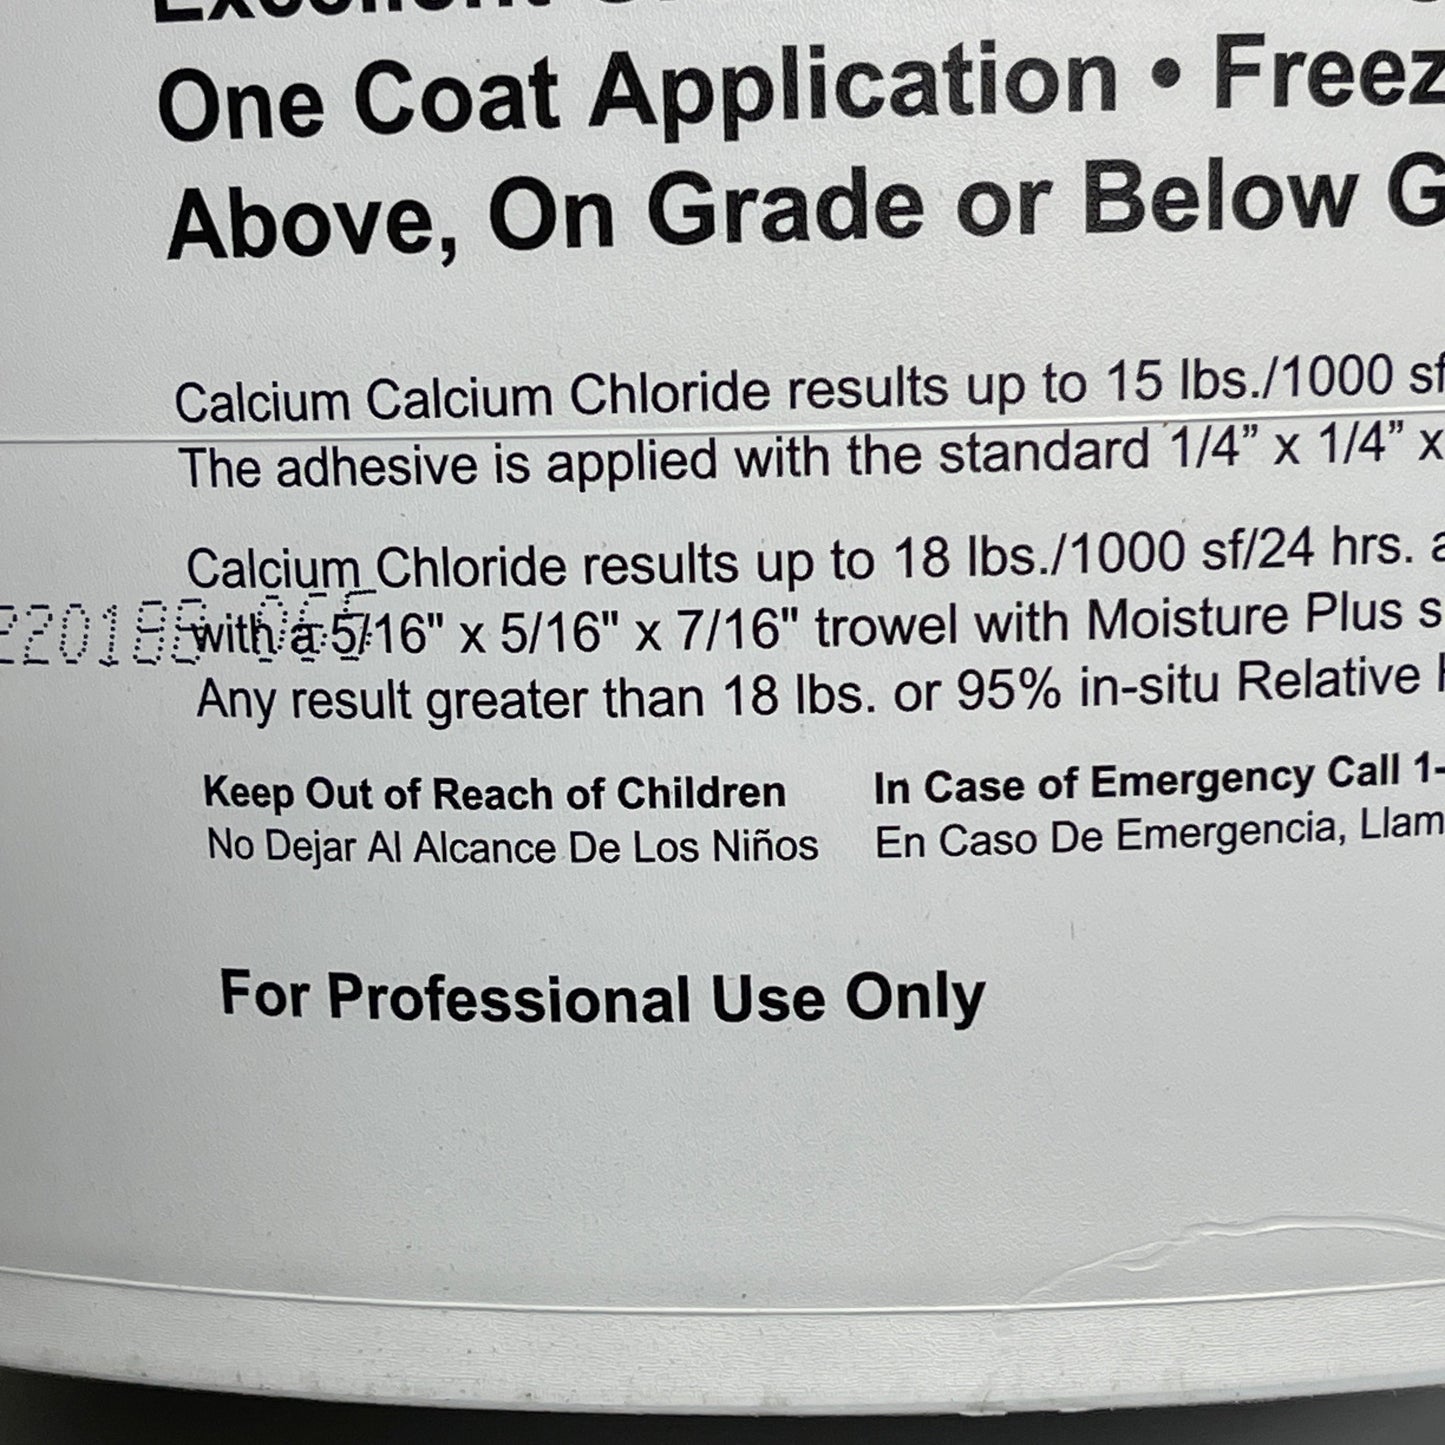 One Coat Application •
Above, On Grade or Below
Calcium Calcium Chloride results up to 15 lbs./1000 sf
The adhesive is applied with the standard 1/4” x 1/4” x
Calcium Chloride results up to 18 lbs./1000 sf/24 hrs.
with a 5/16" x 5/16" x 7/16" trowel with Moisture Plus
Any result greater than 18 lbs. or 95% in-situ Relative
Keep Out of Reach of Children
No Dejar Al Alcance De Los Niños
In Case of Emergency Call 1-
En Caso De Emergencia,
For Professional Use Only